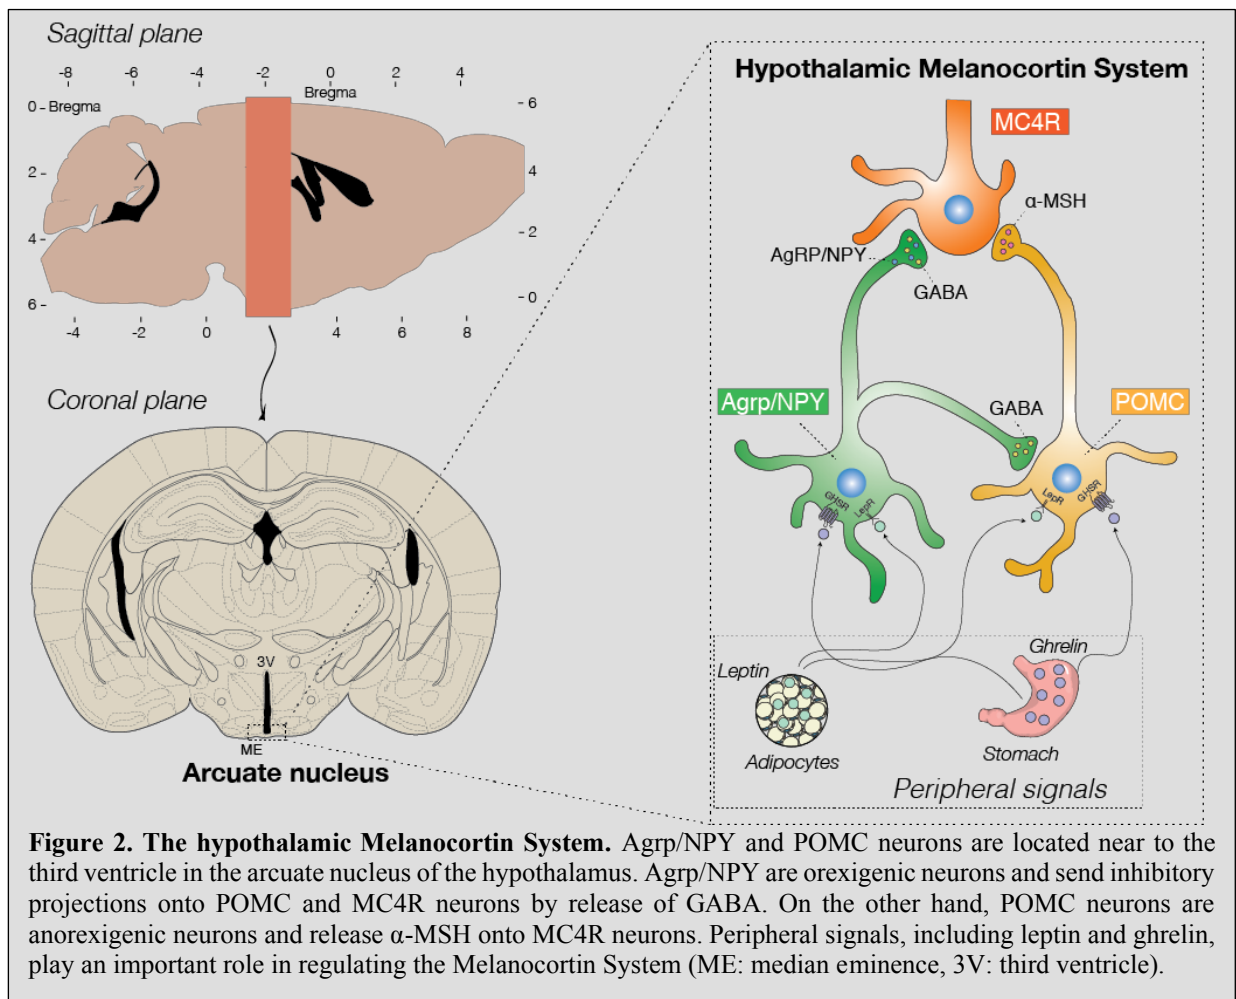 Sagittal plane
-8 -6 -4 -2 0 2 4
Bregma
0 - Bregma
2 -
4 -
6 -
- 6
4
- 2
- 0
-4 -2 0 4 6 8
Coronal plane
3V
ME
Arcuate nucleus
Hypothalamic Melanocortin System
MC4R
α-MSH
AgRP/NPY
GABA
Agrp/NPY
GABA
POMC
GHSR
LepR
LepR
GHSR
Leptin
Ghrelin
Adipocytes
Stomach
Peripheral signals
Figure 2. The hypothalamic Melanocortin System. Agrp/NPY and POMC neurons are located near to the
third ventricle in the arcuate nucleus of the hypothalamus. Agrp/NPY are orexigenic neurons and send inhibitory
projections onto POMC and MC4R neurons by release of GABA. On the other hand, POMC neurons are
anorexigenic neurons and release α-MSH onto MC4R neurons. Peripheral signals, including leptin and ghrelin,
play an important role in regulating the Melanocortin System (ME: median eminence, 3V: third ventricle).